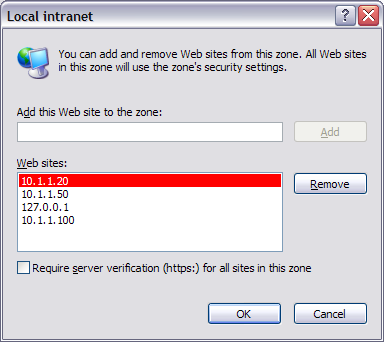 Local intranet
You can add and remove Web sites from this zone. All Web sites
in this zone will use the zone's security settings.
Add this Web site to the zone:
Add
Web sites:
10.1.1.20
10.1.1.50
127.0.0.1
10.1.1.100
Remove
Require server verification (https:) for all sites in this zone
OK
Cancel